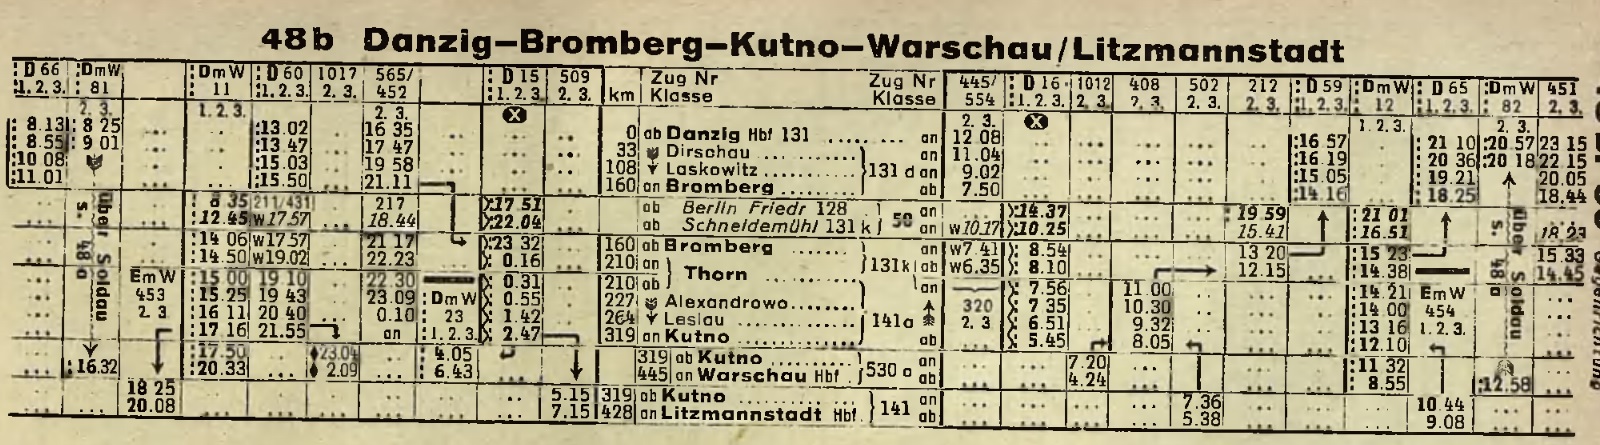 48b Danzig–Bromberg–Kutno–Warschau/Litzmannstadt
:D 66 :DmW :DmW :D 60 1017 565/ :D 15 509 Zug Nr Zug Nr 445/ :D 16 1012 408 502 212 :D 59 :DmW :D 65 :DmW 451
:1.2.3. :81 :11 :1.2.3. 2.3. 452 :1.2.3. 2.3. km Klasse Klasse 554 :1.2.3. 2.3. 2.3. 2.3. 2.3. :1.2.3. :12 :1.2.3. :82 2.3.
2.3. 1.2.3. 2.3. X 2.3. X 1.2.3. 2.3.
:8.13 :8 25 ... :13.02 ... 16 35 ... 0 ab Danzig Hbf 131 ........ an 12.08 ... :16 57 ... :21 10 :20.57 23 15
:8.55 :9 01 ... :13.47 ... 17 47 ... 33 Dirschau ........... an 11.04 ... :16.19 ... :20 36 :20 18 22.15
:10 08 ... :15.03 ... 19 58 ... 108 Laskowitz ........ 131 d an 9.02 ... :15.05 ... :19.21 20.05
:11.01 ... :15.50 ... 21.11 ... 160 an Bromberg ........ ab 7.50 ... :14 16 ... :18.25 18.44
... über Soldau s. 48a ... 8 35 211/431 217 17.51 ... ab Berlin Friedr 128 58 an ... 14.37 ... 19 59 :21 01 über Soldau s. 48a ...
... :12.45 w17 57 ... 18.44 22.04 ... ab Schneidemühl 131 k an w10.17 10.25 ... 15.41 :16.51 18 23
... :14 06 w17 57 ... 21 17 :23 32 ... 160 ab Bromberg ........ an w7.41 8.54 ... 13 20 :15 23 15.33
... :14.50 w19.02 ... 22.23 :0.16 ... 210 an Thorn 131k ab w6.35 8.10 ... 12.15 :14.38 14.45
... EmW :15 00 19 10 ... 22.30 0.31 ... 210 ab an 7.56 11 00 ... :14.21 EmW ...
... 453 :15.25 19 43 ... 23.09 :DmW 0.55 ... 227 Alexandrowo....... 320 7 35 10.30 ... :14 00 454 ...
... 2. 3 :16 11 20 40 ... 0.10 23 1.42 ... 264 Leslau ............ 141a 2. 3 6.51 9.32 ... :13 16 1.2.3. ...
... :17 16 21.55 an :1.2.3. 2.47 319 an Kutno ............ ab 5.45 8.05 ... :12.10 ...
... :17.50 ... 23.04 ... 4.05 319 ab Kutno ........... 530 a an ... 7.20 ... :11 32 ...
... :16.32 :20.33 ... 2.09 ... :6.43 445 an Warschau Hbf ab ... 4.24 ... 8.55 :12.58 ...
... 18 25 ... 5.15 319 ab Kutno ............ 141 an ... 7.36 ... 10 44 ...
... 20.08 ... 7.15 428 an Litzmannstadt Hbf. ab ... 5.38 ... 9.08 ...